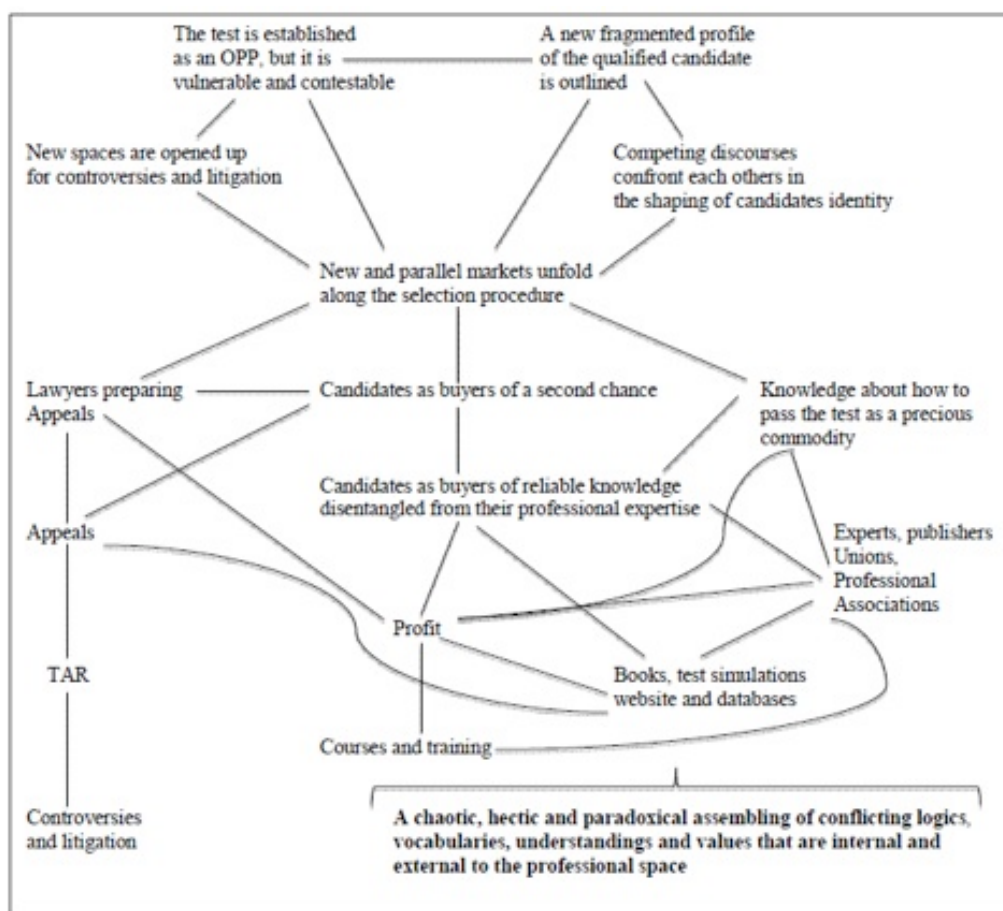 The test is established
as an OPP, but it is
vulnerable and contestable
A new fragmented profile
of the qualified candidate
is outlined
New spaces are opened up
for controversies and litigation
Competing discourses
confront each others in
the shaping of candidates identity
New and parallel markets unfold
along the selection procedure
Lawyers preparing
Appeals
Candidates as buyers of a second chance
Knowledge about how to
pass the test as a precious
commodity
Candidates as buyers of reliable knowledge
disentangled from their professional expertise
Appeals
Experts, publishers
Unions,
Professional
Associations
Profit
TAR
Books, test simulations
website and databases
Courses and training
Controversies
and litigation
A chaotic, hectic and paradoxical assembling of conflicting logics,
vocabularies, understandings and values that are internal and
external to the professional space